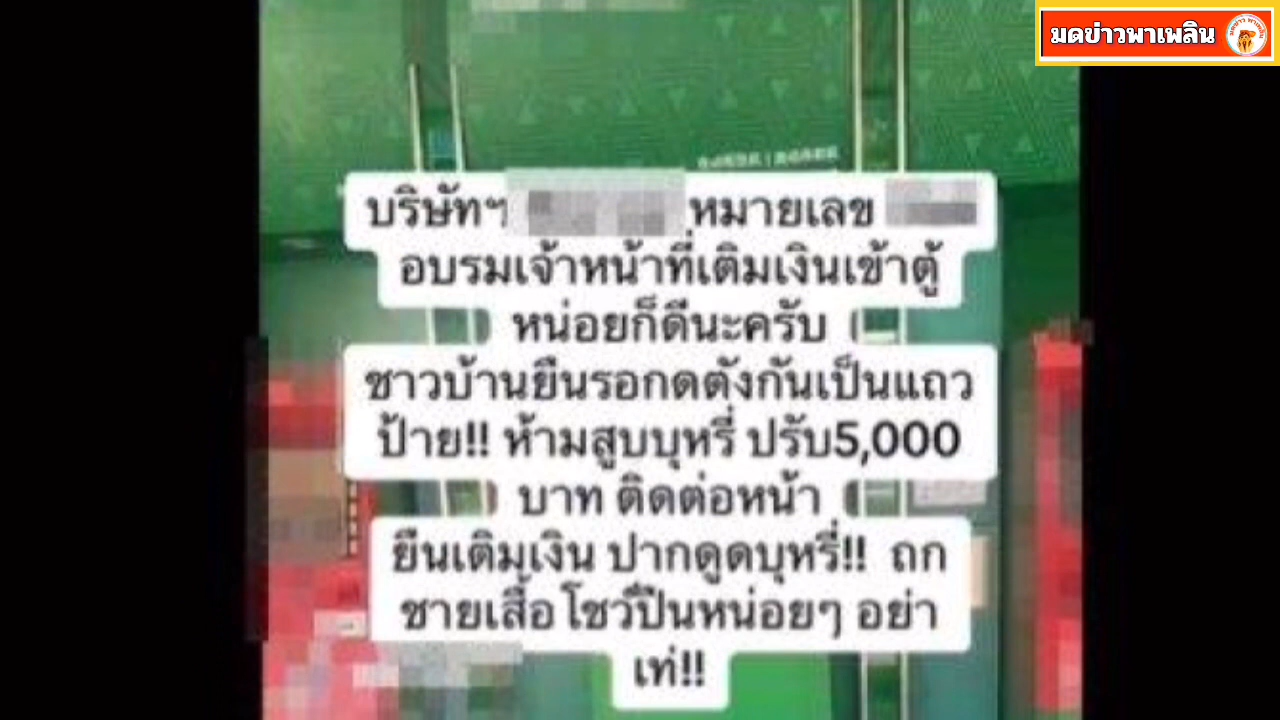 มดข่าวพาเพลิน
บริษัทฯ หมายเลข
อบรมเจ้าหน้าที่เติมเงินเข้าตู้
หน่อยก็ดีนะครับ
ชาวบ้านยืนรอกดตังกันเป็นแถว
ป้าย!! ห้ามสูบบุหรี่ ปรับ5,000
บาท ติดต่อหน้า
ยืนเติมเงิน ปากดูดบุหรี่!! ถก
ชายเสื้อโชว์ปืนหน่อยๆ อย่า
เท่!!